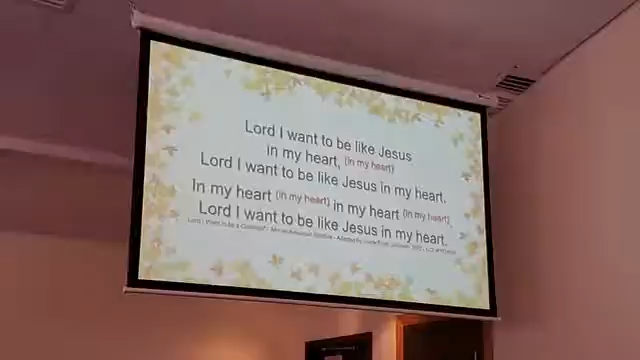 Lord I want to be like Jesus
in my heart, (in my heart)
Lord I want to be like Jesus in my heart.
In my heart (in my heart) in my heart (in my heart),
Lord I want to be like Jesus in my heart.